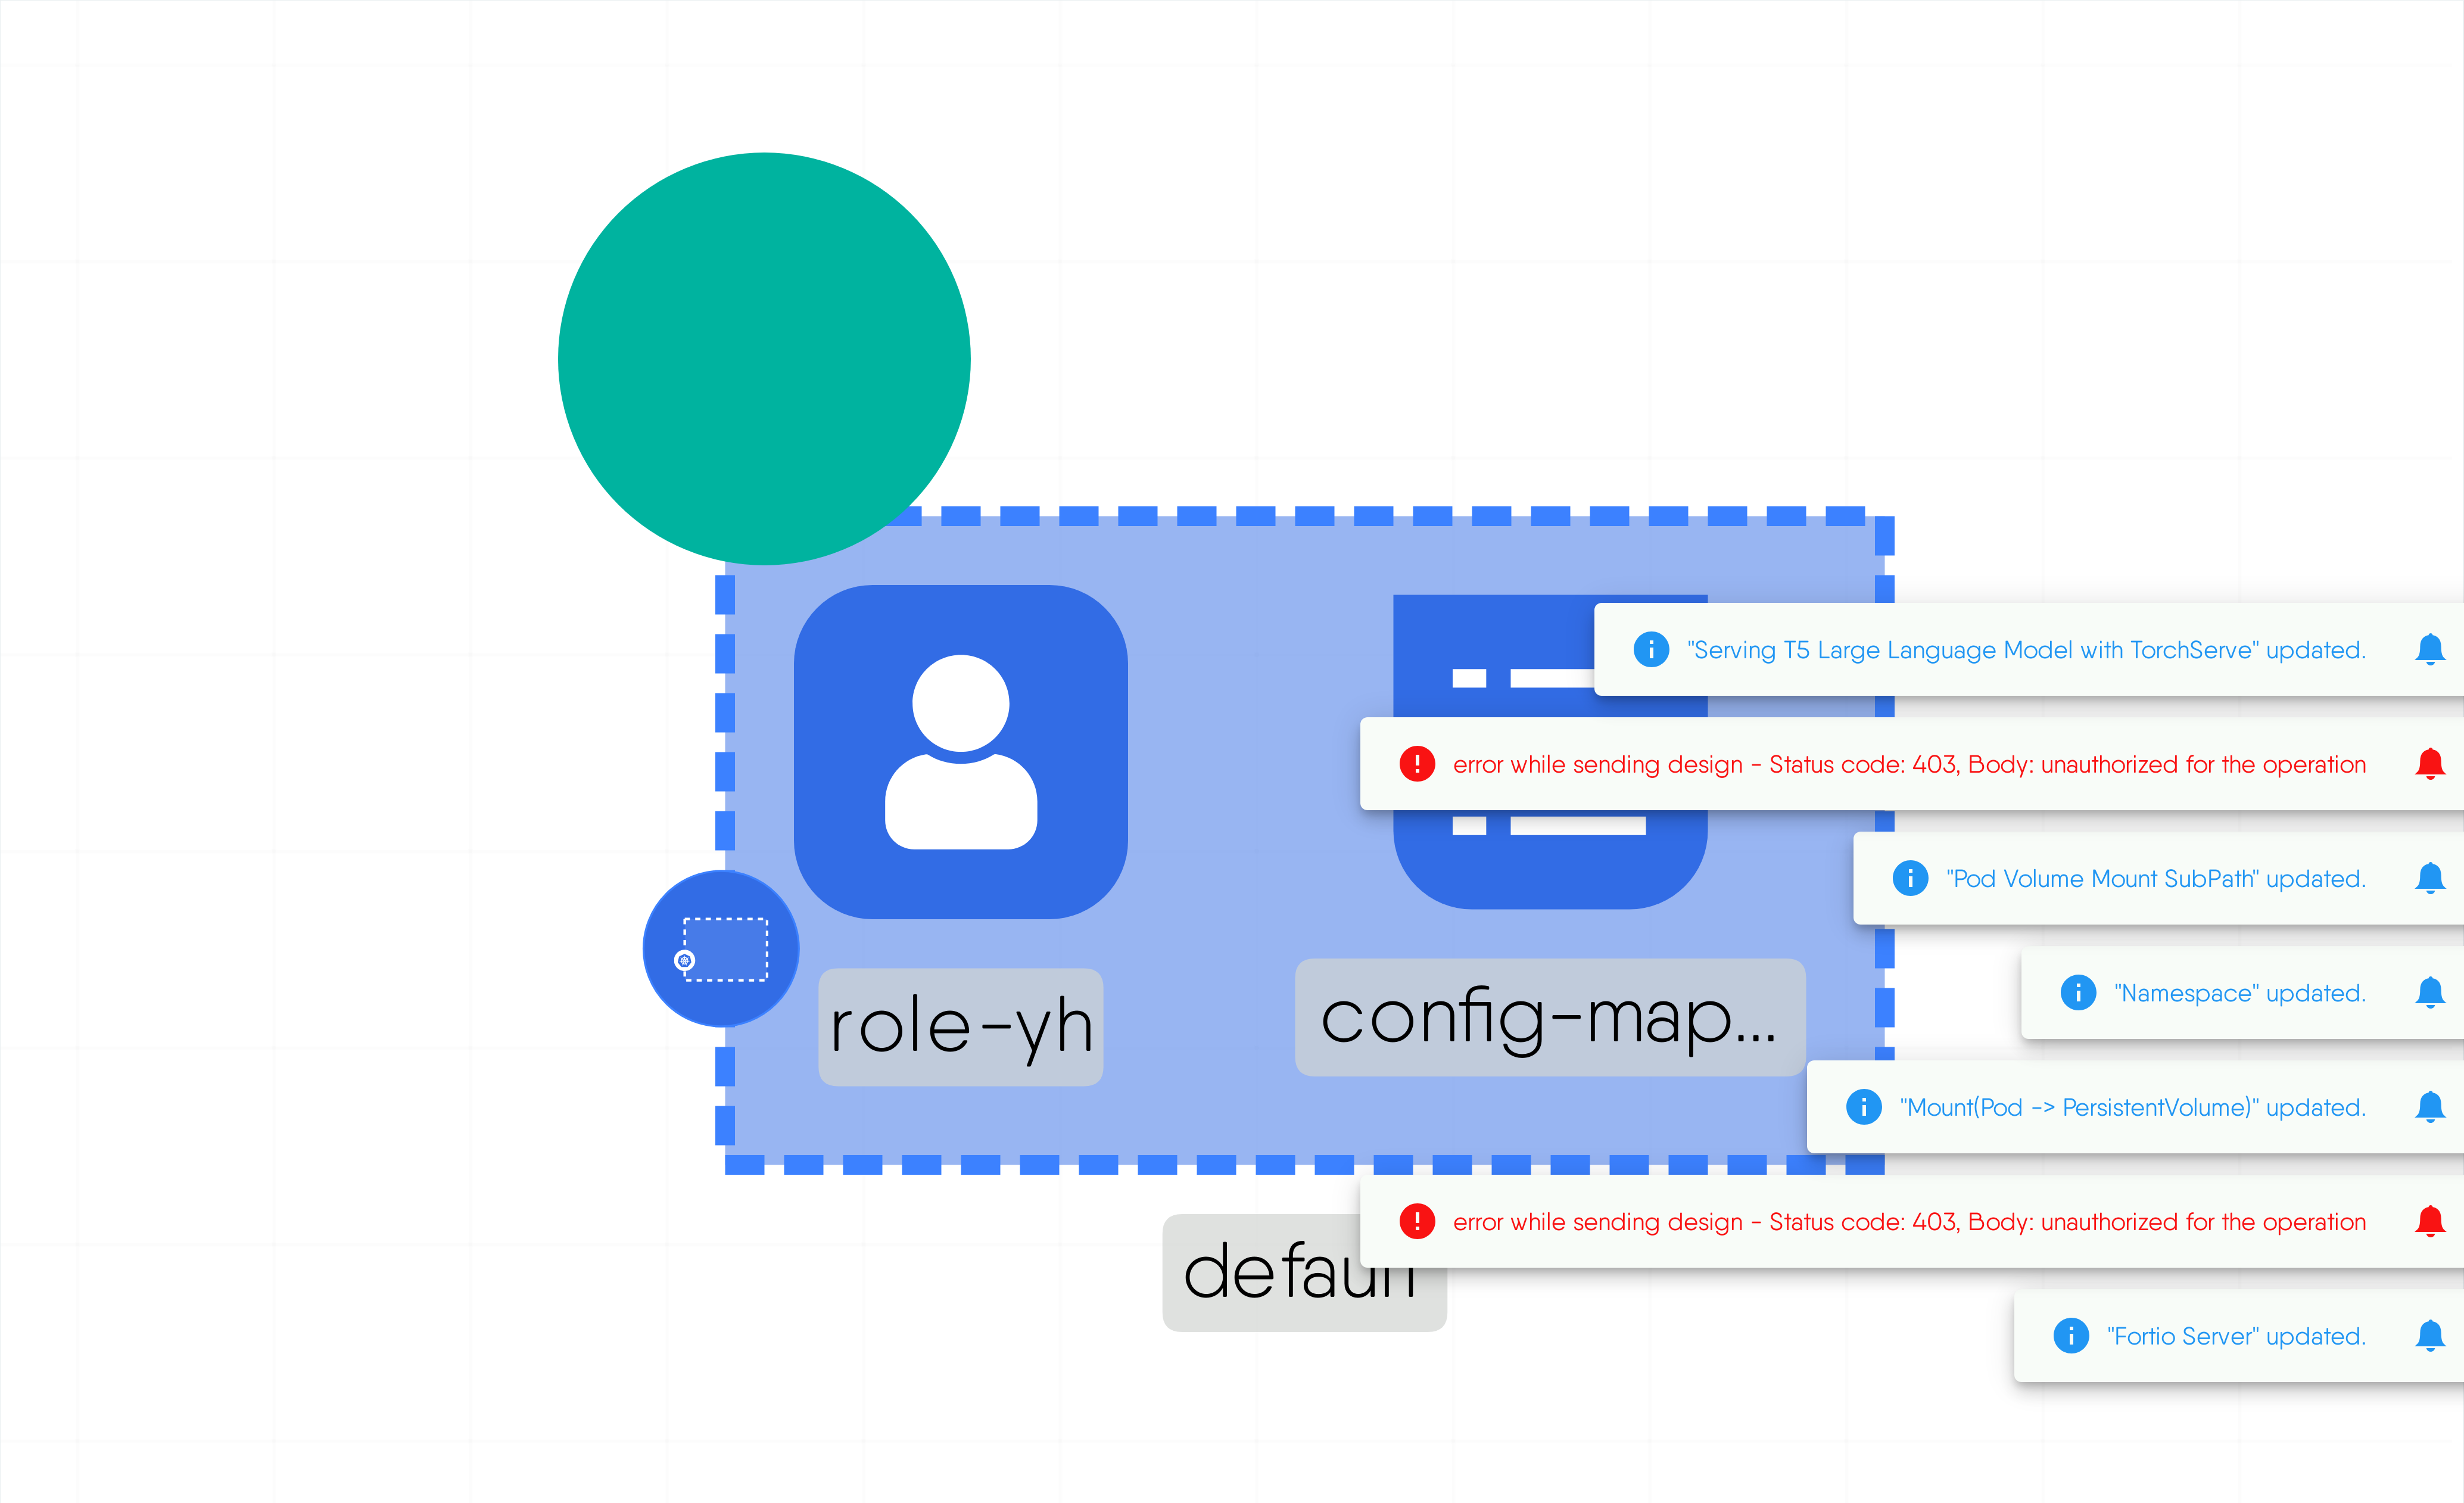 "Serving T5 Large Language Model with TorchServe" updated.
error while sending design - Status code: 403, Body: unauthorized for the operation
"Pod Volume Mount SubPath" updated.
"Namespace" updated.
role-yh
config-map...
"Mount(Pod -> PersistentVolume)" updated.
error while sending design - Status code: 403, Body: unauthorized for the operation
"Fortio Server" updated.